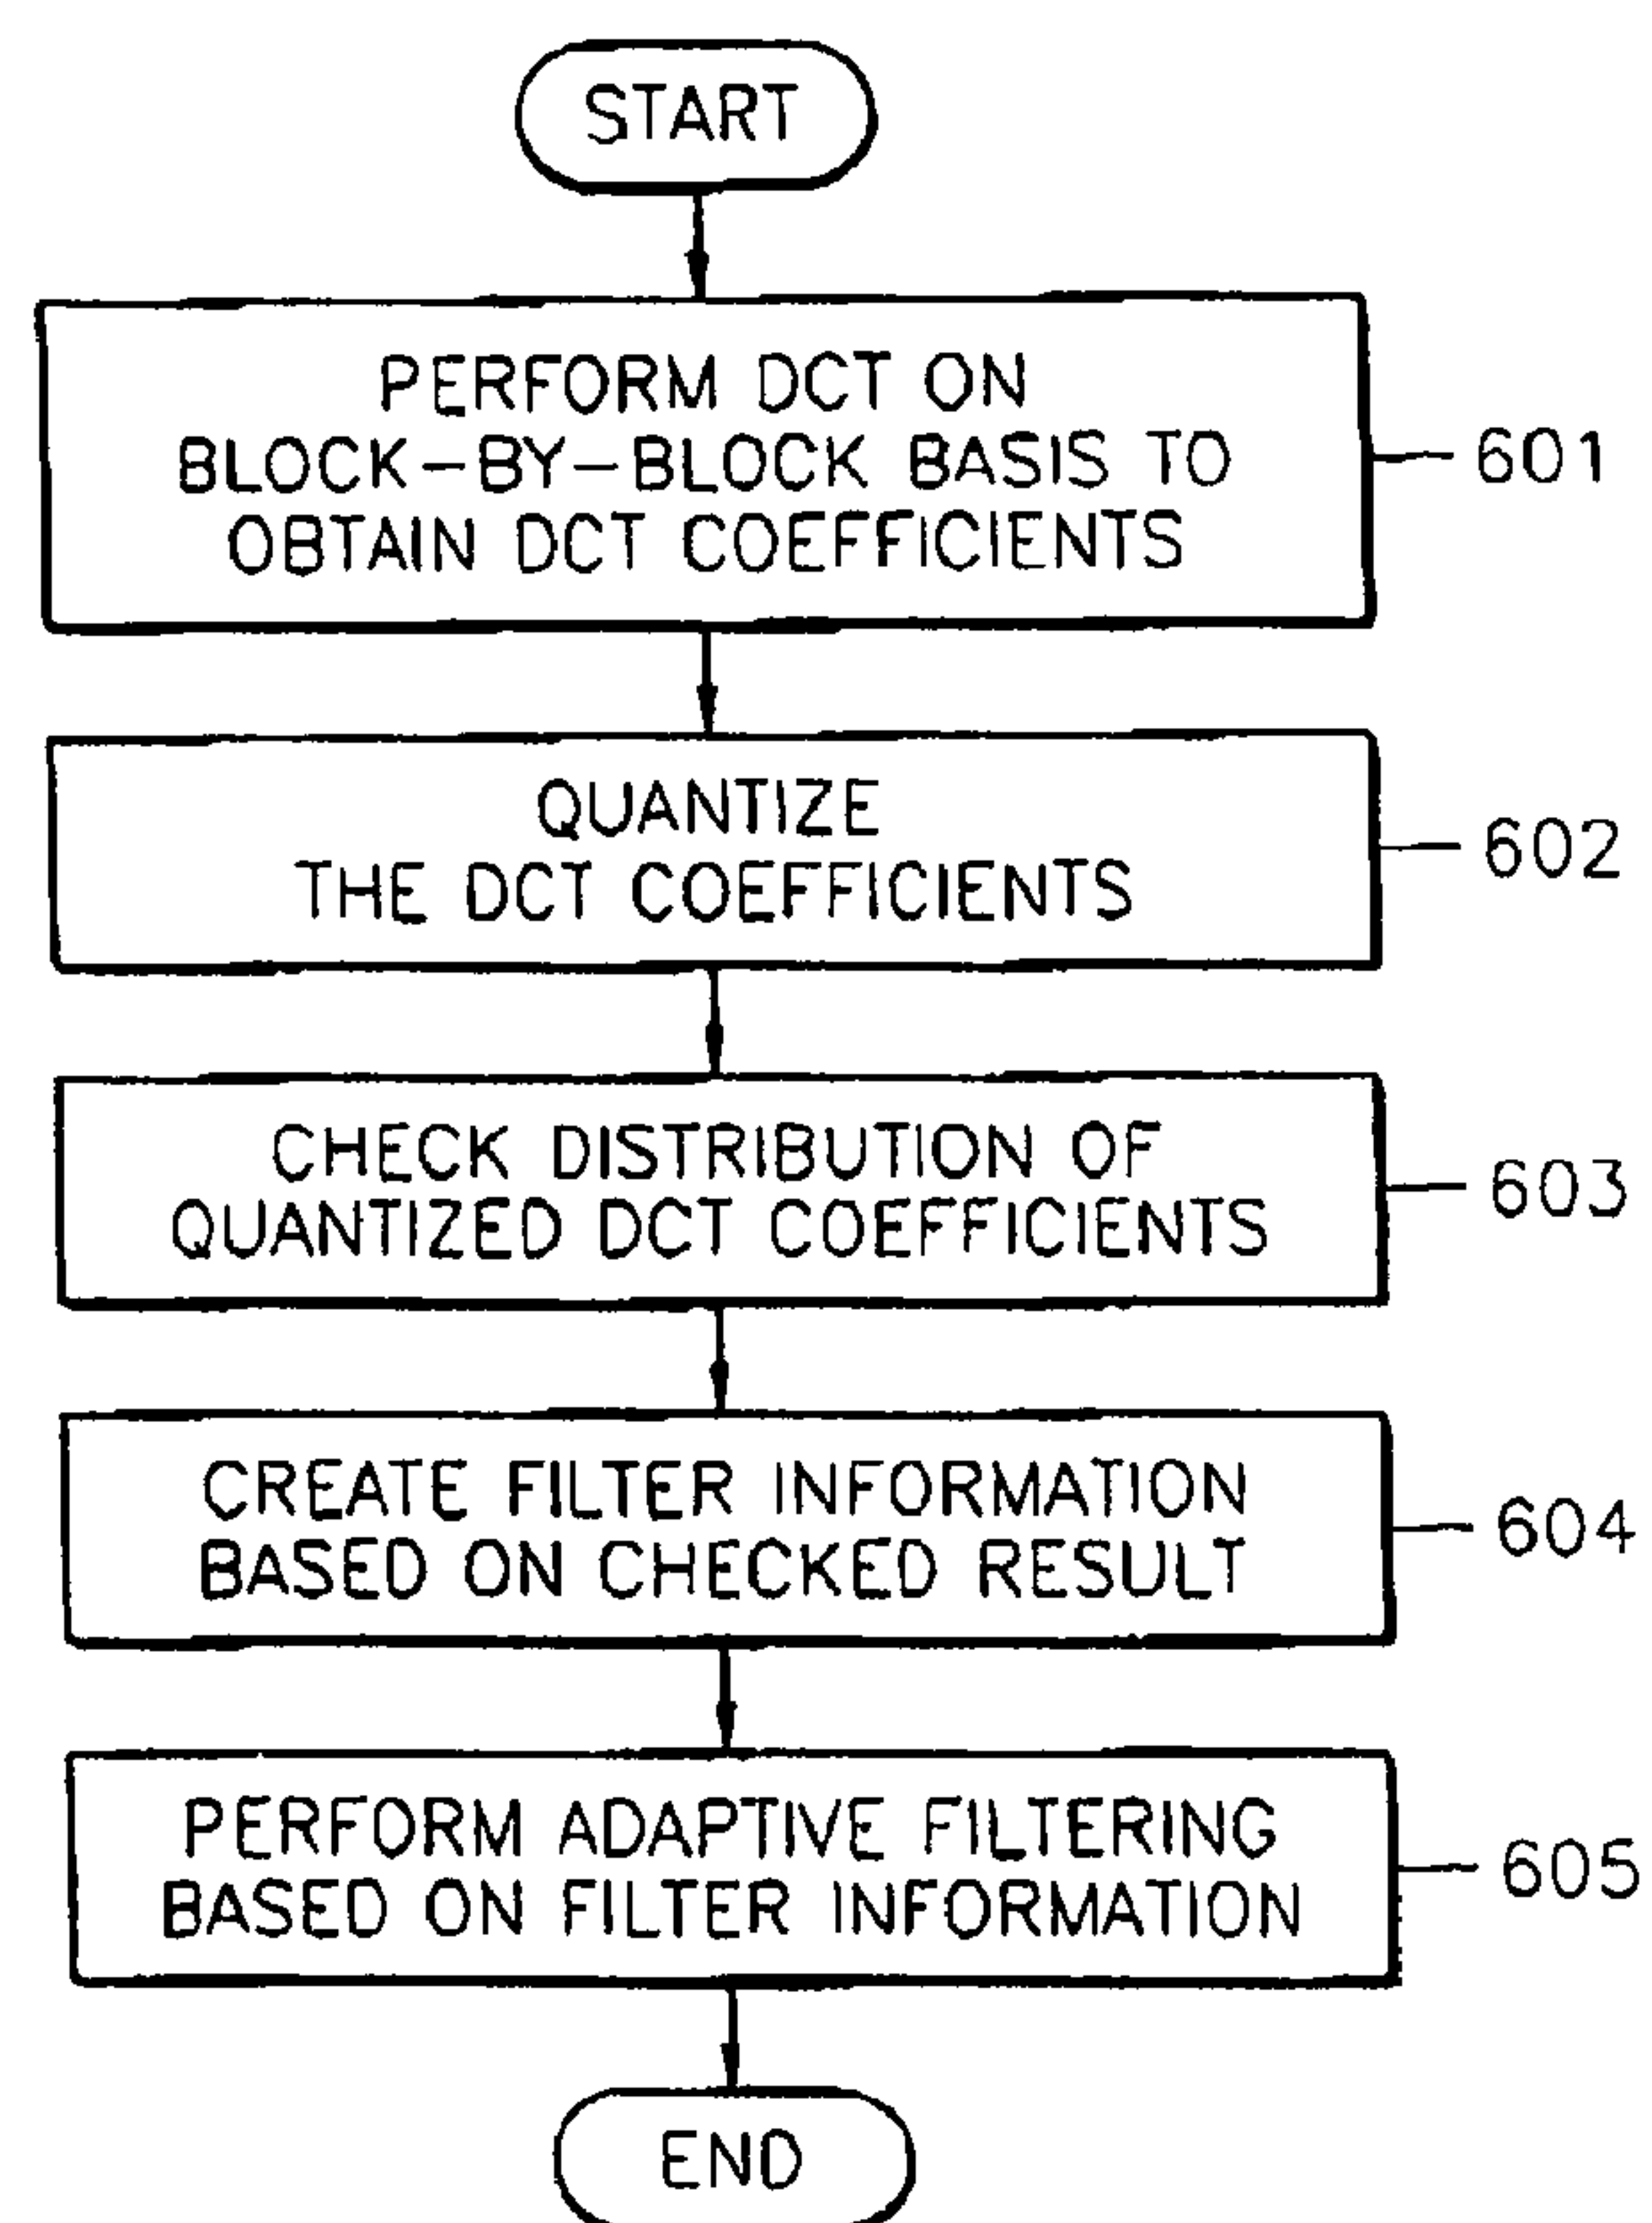 START
PERFORM DCT ON
BLOCK-BY-BLOCK BASIS TO
OBTAIN DCT COEFFICIENTS
601
QUANTIZE
THE DCT COEFFICIENTS
602
CHECK DISTRIBUTION OF
QUANTIZED DCT COEFFICIENTS
603
CREATE FILTER INFORMATION
BASED ON CHECKED RESULT
604
PERFORM ADAPTIVE FILTERING
BASED ON FILTER INFORMATION
605
END